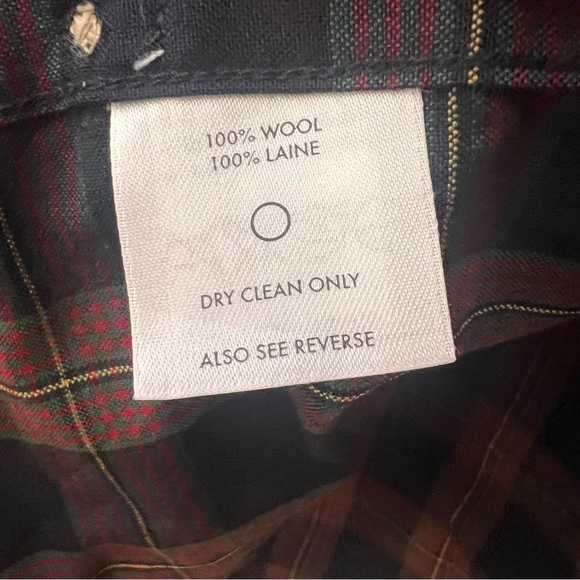 100% WOOL
100% LAINE
DRY CLEAN ONLY
ALSO SEE REVERSE